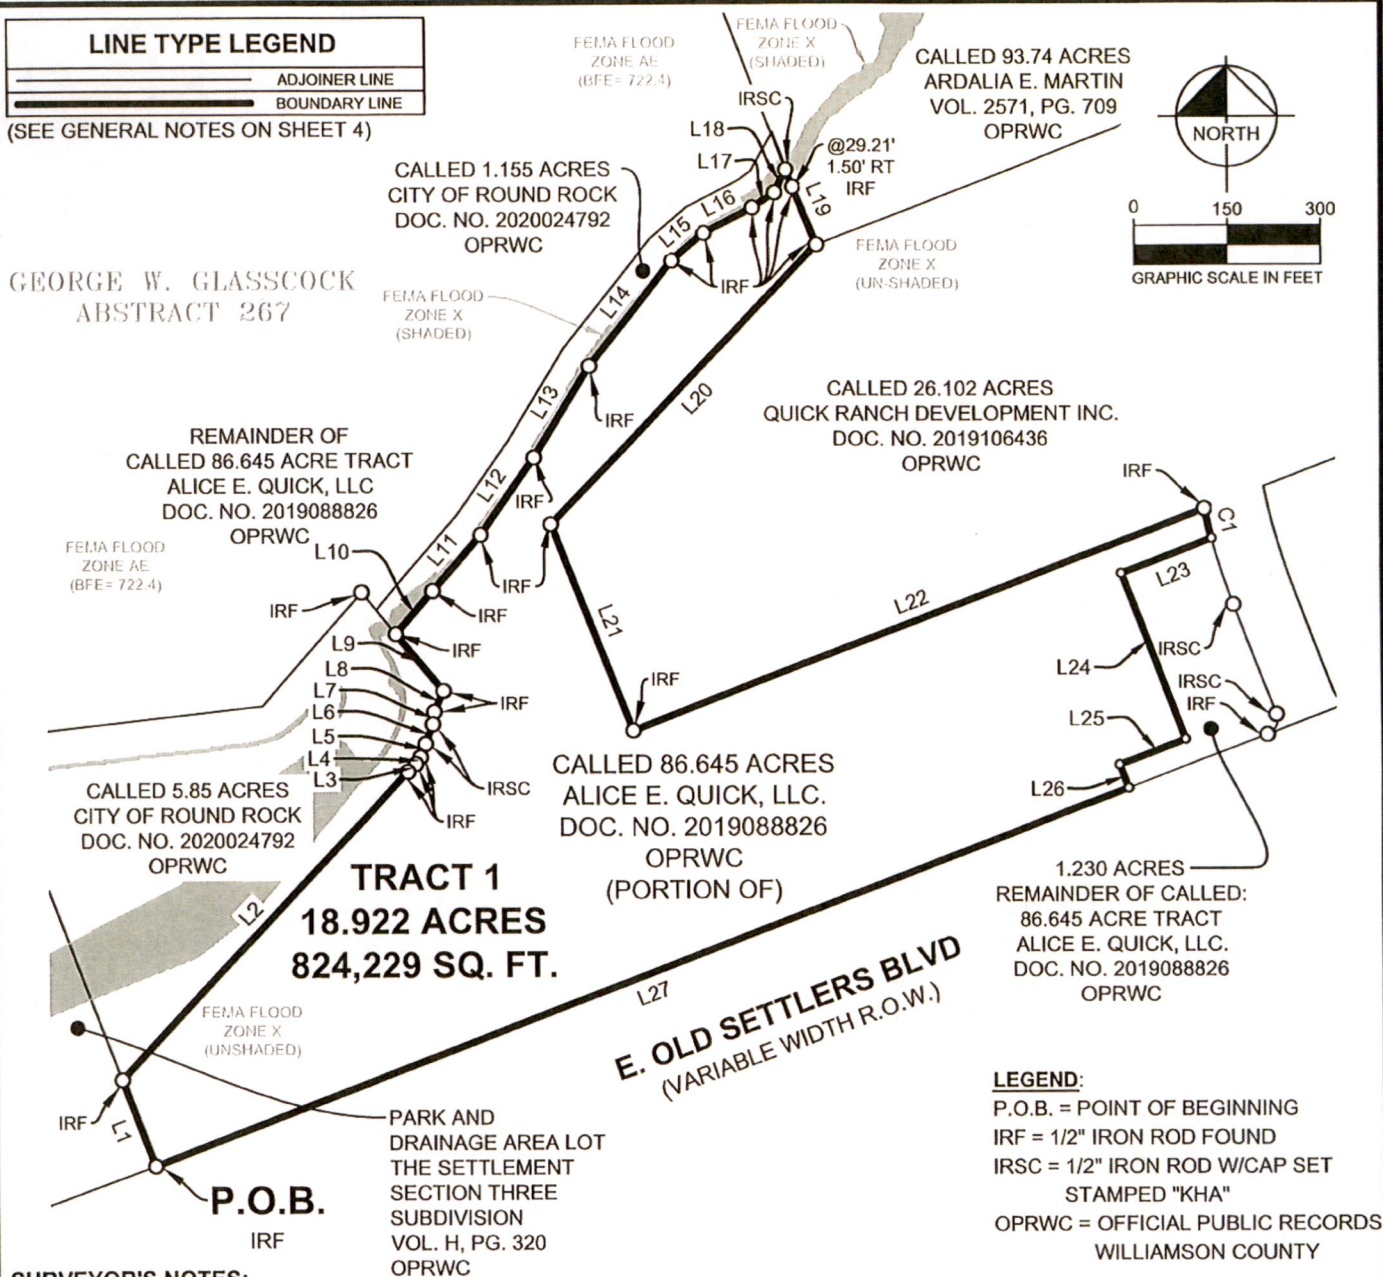 LINE TYPE LEGEND
ADJOINER LINE
BOUNDARY LINE
(SEE GENERAL NOTES ON SHEET 4)
FEMA FLOOD
ZONE AE
(BFE= 722.4)
FEMA FLOOD
ZONE X
(SHADED)
CALLED 93.74 ACRES
ARDALIA E. MARTIN
VOL. 2571, PG. 709
OPRWC
NORTH
0 150 300
GRAPHIC SCALE IN FEET
IRSC
L18
L17
@29.21'
1.50' RT
IRF
L19
CALLED 1.155 ACRES
CITY OF ROUND ROCK
DOC. NO. 2020024792
OPRWC
L16
L15
IRF
FEMA FLOOD
ZONE X
(UN-SHADED)
GEORGE W. GLASSCOCK
ABSTRACT 267
FEMA FLOOD
ZONE X
(SHADED)
L14
L13
IRF
L20
CALLED 26.102 ACRES
QUICK RANCH DEVELOPMENT INC.
DOC. NO. 2019106436
OPRWC
REMAINDER OF
CALLED 86.645 ACRE TRACT
ALICE E. QUICK, LLC
DOC. NO. 2019088826
OPRWC
L12
IRF
IRF
C1
FEMA FLOOD
ZONE AE
(BFE= 722.4)
L10
L11
IRF
IRF
IRF
L23
L22
L21
IRF
L9
IRF
L8
L7
L6
L5
L4
L3
IRF
IRSC
IRF
L24
IRSC
IRSC
IRF
L25
L26
CALLED 5.85 ACRES
CITY OF ROUND ROCK
DOC. NO. 2020024792
OPRWC
CALLED 86.645 ACRES
ALICE E. QUICK, LLC.
DOC. NO. 2019088826
OPRWC
(PORTION OF)
TRACT 1
18.922 ACRES
824,229 SQ. FT.
L2
1.230 ACRES
REMAINDER OF CALLED:
86.645 ACRE TRACT
ALICE E. QUICK, LLC.
DOC. NO. 2019088826
OPRWC
L27
E. OLD SETTLERS BLVD
(VARIABLE WIDTH R.O.W.)
FEMA FLOOD
ZONE X
(UNSHADED)
IRF
L1
P.O.B.
IRF
PARK AND
DRAINAGE AREA LOT
THE SETTLEMENT
SECTION THREE
SUBDIVISION
VOL. H, PG. 320
OPRWC
LEGEND:
P.O.B. = POINT OF BEGINNING
IRF = 1/2" IRON ROD FOUND
IRSC = 1/2" IRON ROD W/CAP SET
STAMPED "KHA"
OPRWC = OFFICIAL PUBLIC RECORDS
WILLIAMSON COUNTY
SURVEYOR'S NOTES: